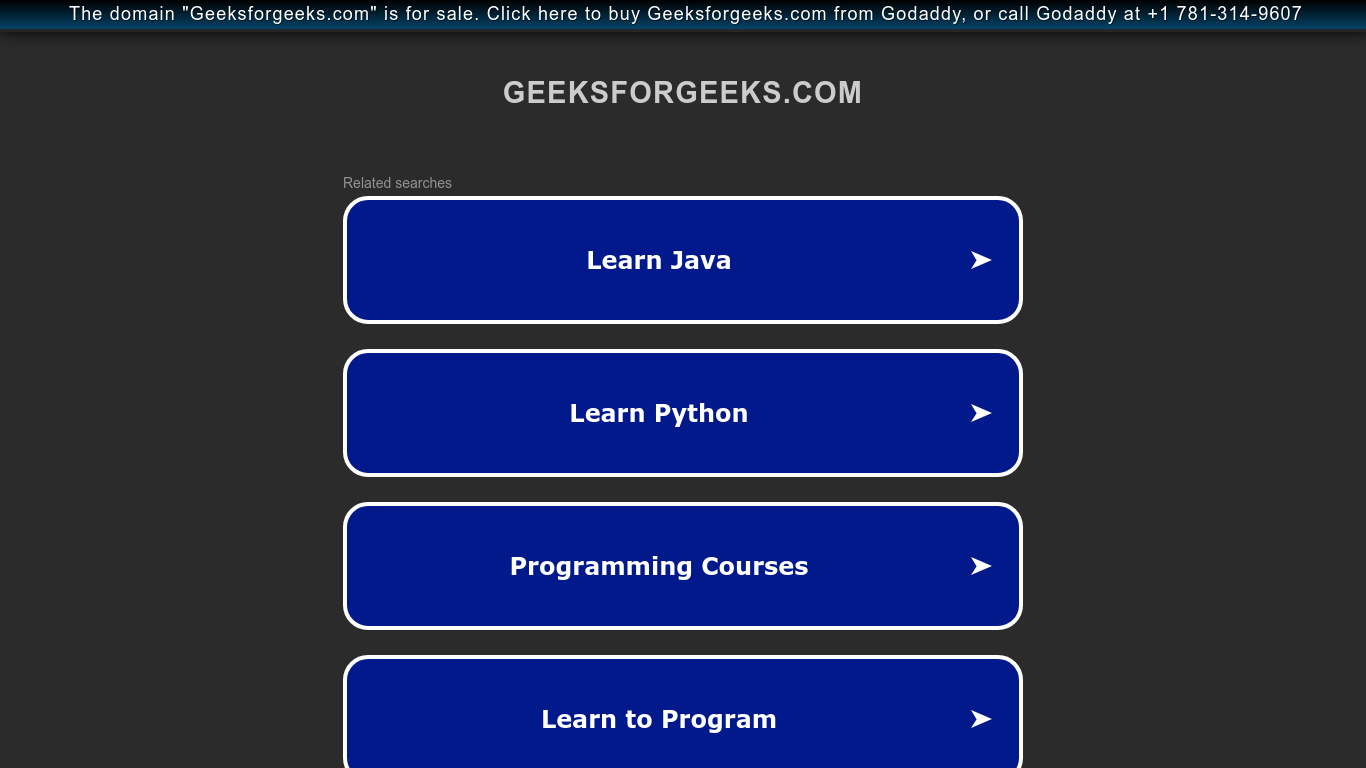 The domain "Geeksforgeeks.com" is for sale. Click here to buy Geeksforgeeks.com from Godaddy, or call Godaddy at +1 781-314-9607
GEEKSFORGEEKS.COM
Related searches
Learn Java
Learn Python
Programming Courses
Learn to Program